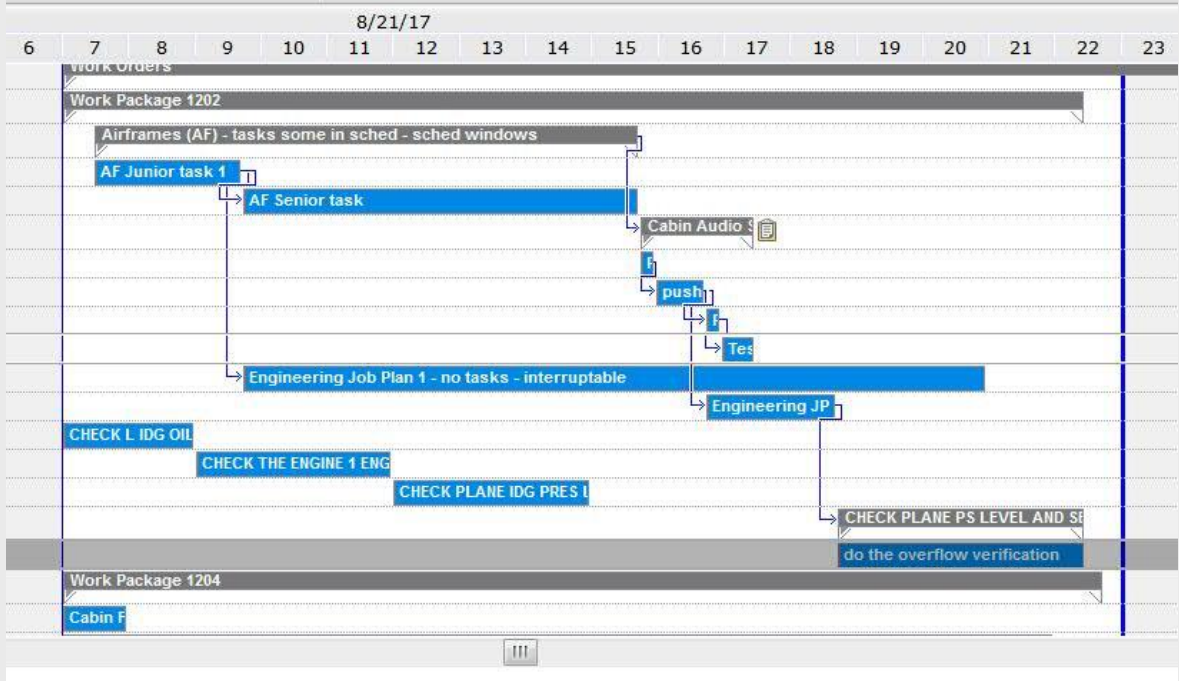 8/21/17
6 7 8 9 10 11 12 13 14 15 16 17 18 19 20 21 22 23
Work Orders
Work Package 1202
Airframes (AF) - tasks some in sched - sched windows
AF Junior task 1
AF Senior task
Cabin Audio S
push
Tes
Engineering Job Plan 1 - no tasks - interruptable
Engineering JP
CHECK L IDG OIL
CHECK THE ENGINE 1 ENG
CHECK PLANE IDG PRES L
CHECK PLANE PS LEVEL AND SE
do the overflow verification
Work Package 1204
Cabin F